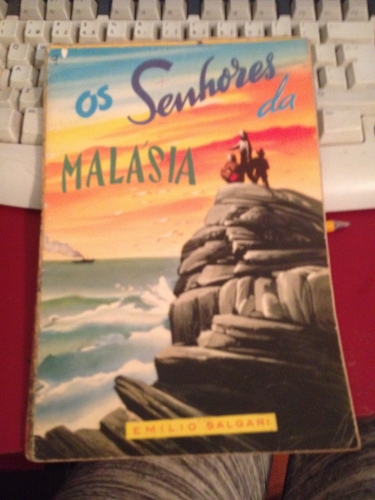 OS Senhores
da
MALÁSIA
EMILIO SALGARI